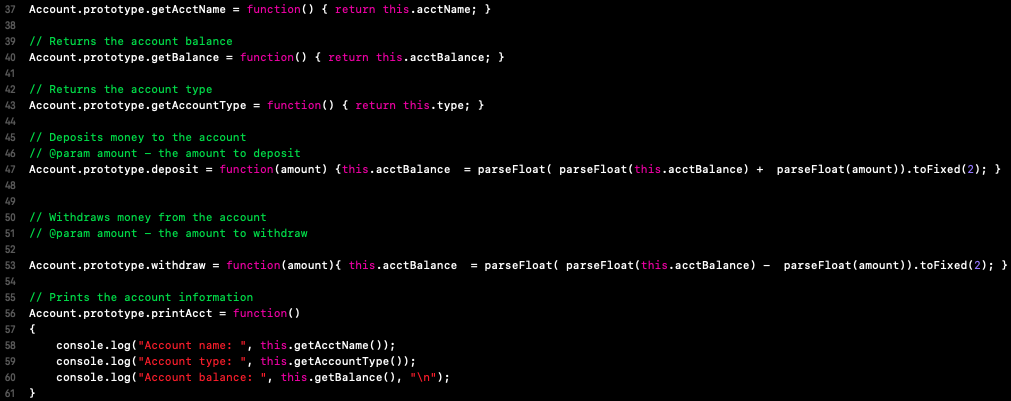 37 Account.prototype.getAcctName = function() { return this.acctName; }
38
39 // Returns the account balance
40 Account.prototype.getBalance = function() { return this.acctBalance; }
41
42 // Returns the account type
43 Account.prototype.getAccountType = function() { return this.type; }
44
45 // Deposits money to the account
46 // @param amount – the amount to deposit
47 Account.prototype.deposit = function(amount) {this.acctBalance  = parseFloat( parseFloat(this.acctBalance) +  parseFloat(amount)).toFixed(2); }
48
49
50 // Withdraws money from the account
51 // @param amount – the amount to withdraw
52
53 Account.prototype.withdraw = function(amount){ this.acctBalance  = parseFloat( parseFloat(this.acctBalance) –  parseFloat(amount)).toFixed(2); }
54
55 // Prints the account information
56 Account.prototype.printAcct = function()
57 {
58     console.log("Account name: ", this.getAcctName());
59     console.log("Account type: ", this.getAccountType());
60     console.log("Account balance: ", this.getBalance(), "\n");
61 }